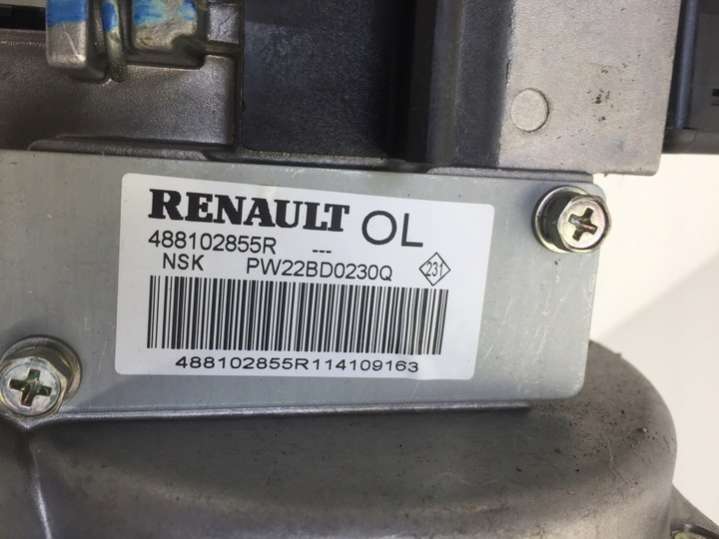 RENAULT OL
488102855R ---
NSK PW22BD0230Q 231
488102855R114109163